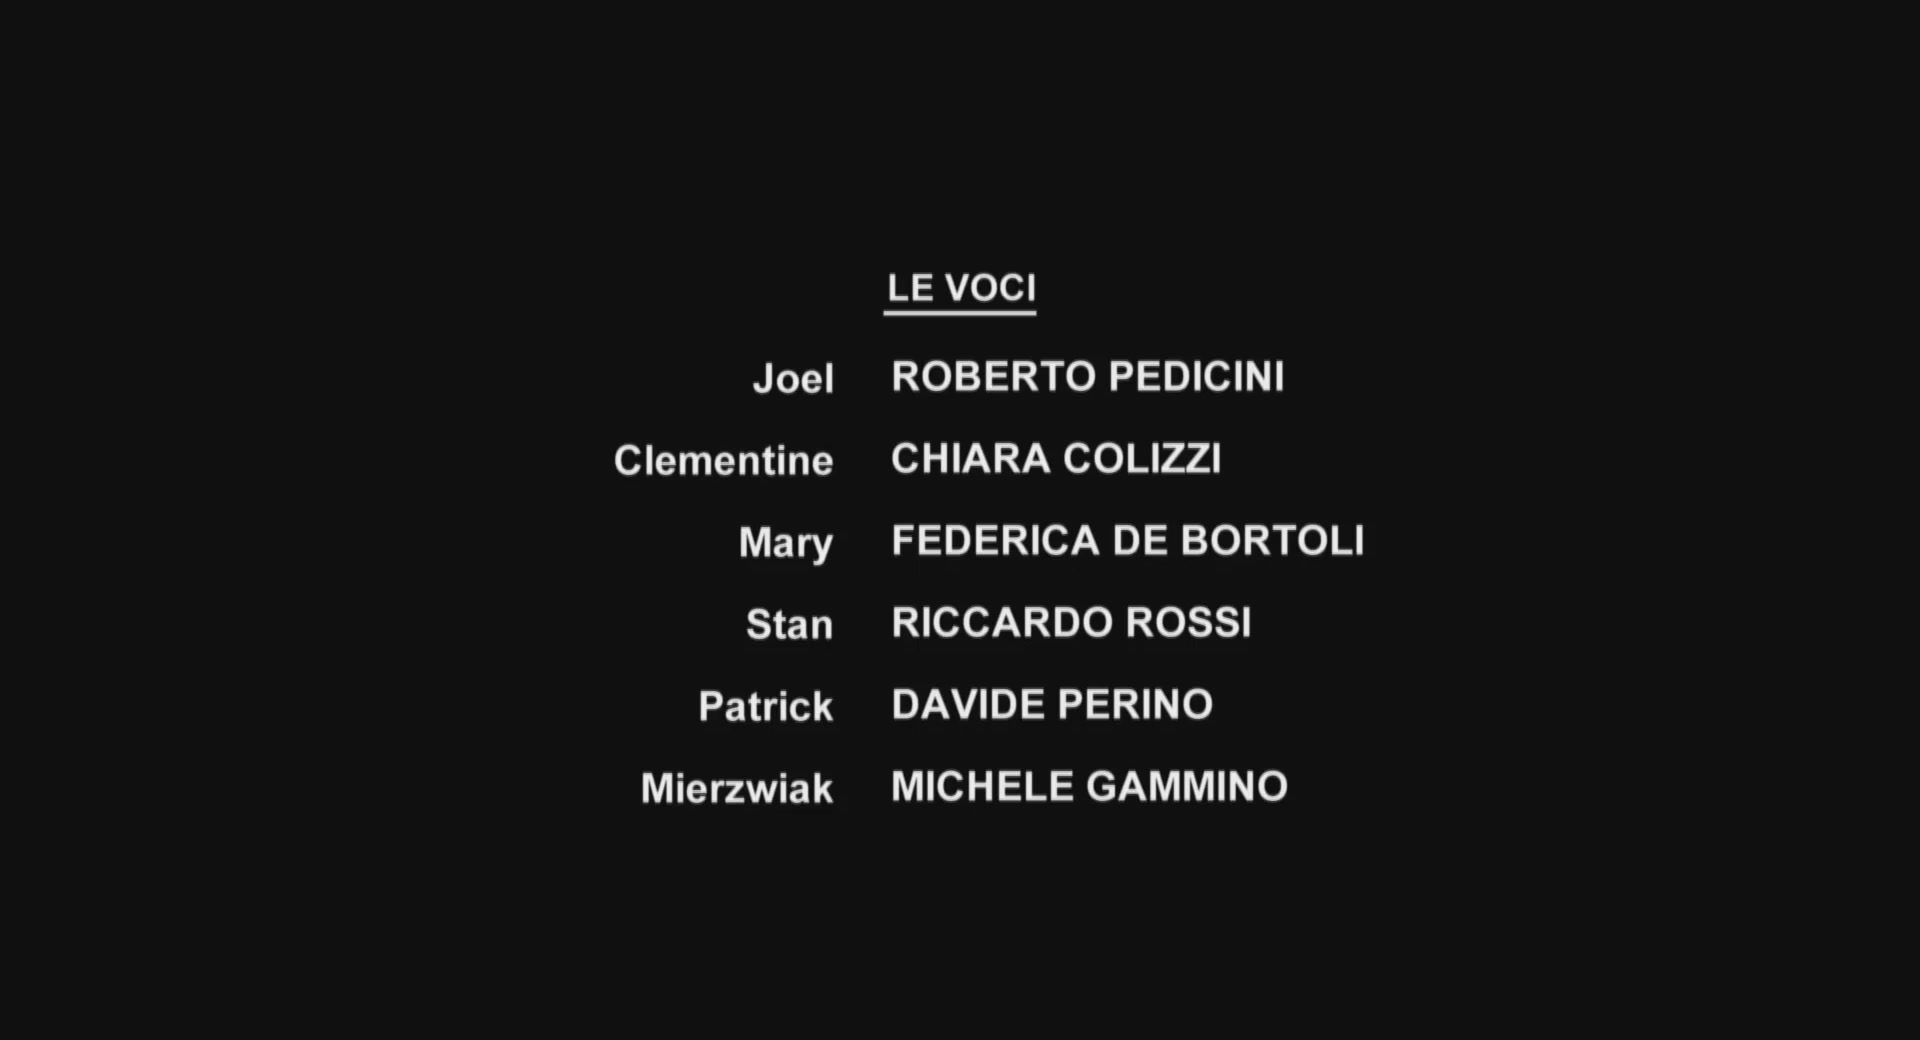 LE VOCI
Joel ROBERTO PEDICINI
Clementine CHIARA COLIZZI
Mary FEDERICA DE BORTOLI
Stan RICCARDO ROSSI
Patrick DAVIDE PERINO
Mierzwiak MICHELE GAMMINO